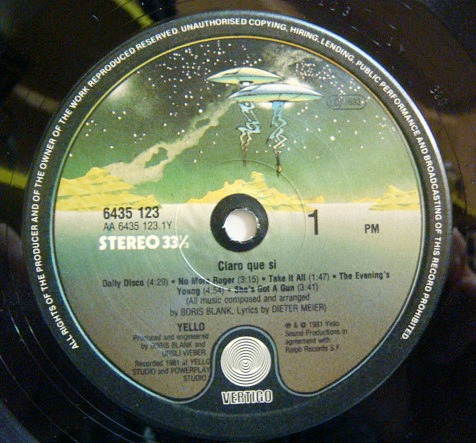 ALL RIGHTS OF THE PRODUCER AND OF THE OWNER OF THE WORK REPRODUCED RESERVED. UNAUTHORISED COPYING, HIRING, LENDING, PUBLIC PERFORMANCE AND BROADCASTING OF THIS RECORD PROHIBITED
6435 123
AA 6435 123.1Y
STEREO 33⅓
1
PM
Claro que si
Daily Disco (4:29) • No More Roger (3:15) • Take It All (1:47) • The Evening's
Young (4:54) • She's Got A Gun (3:41)
(All music composed and arranged
by BORIS BLANK, Lyrics by DIETER MEIER)
YELLO
Produced and engineered
by BORIS BLANK and
URSLI WEBER
Recorded 1981 at YELLO
STUDIO and POWERPLAY
STUDIO
℗ & © 1981 Yello
Sound Productions in
agreement with
Ralph Records S.F.
VERTIGO